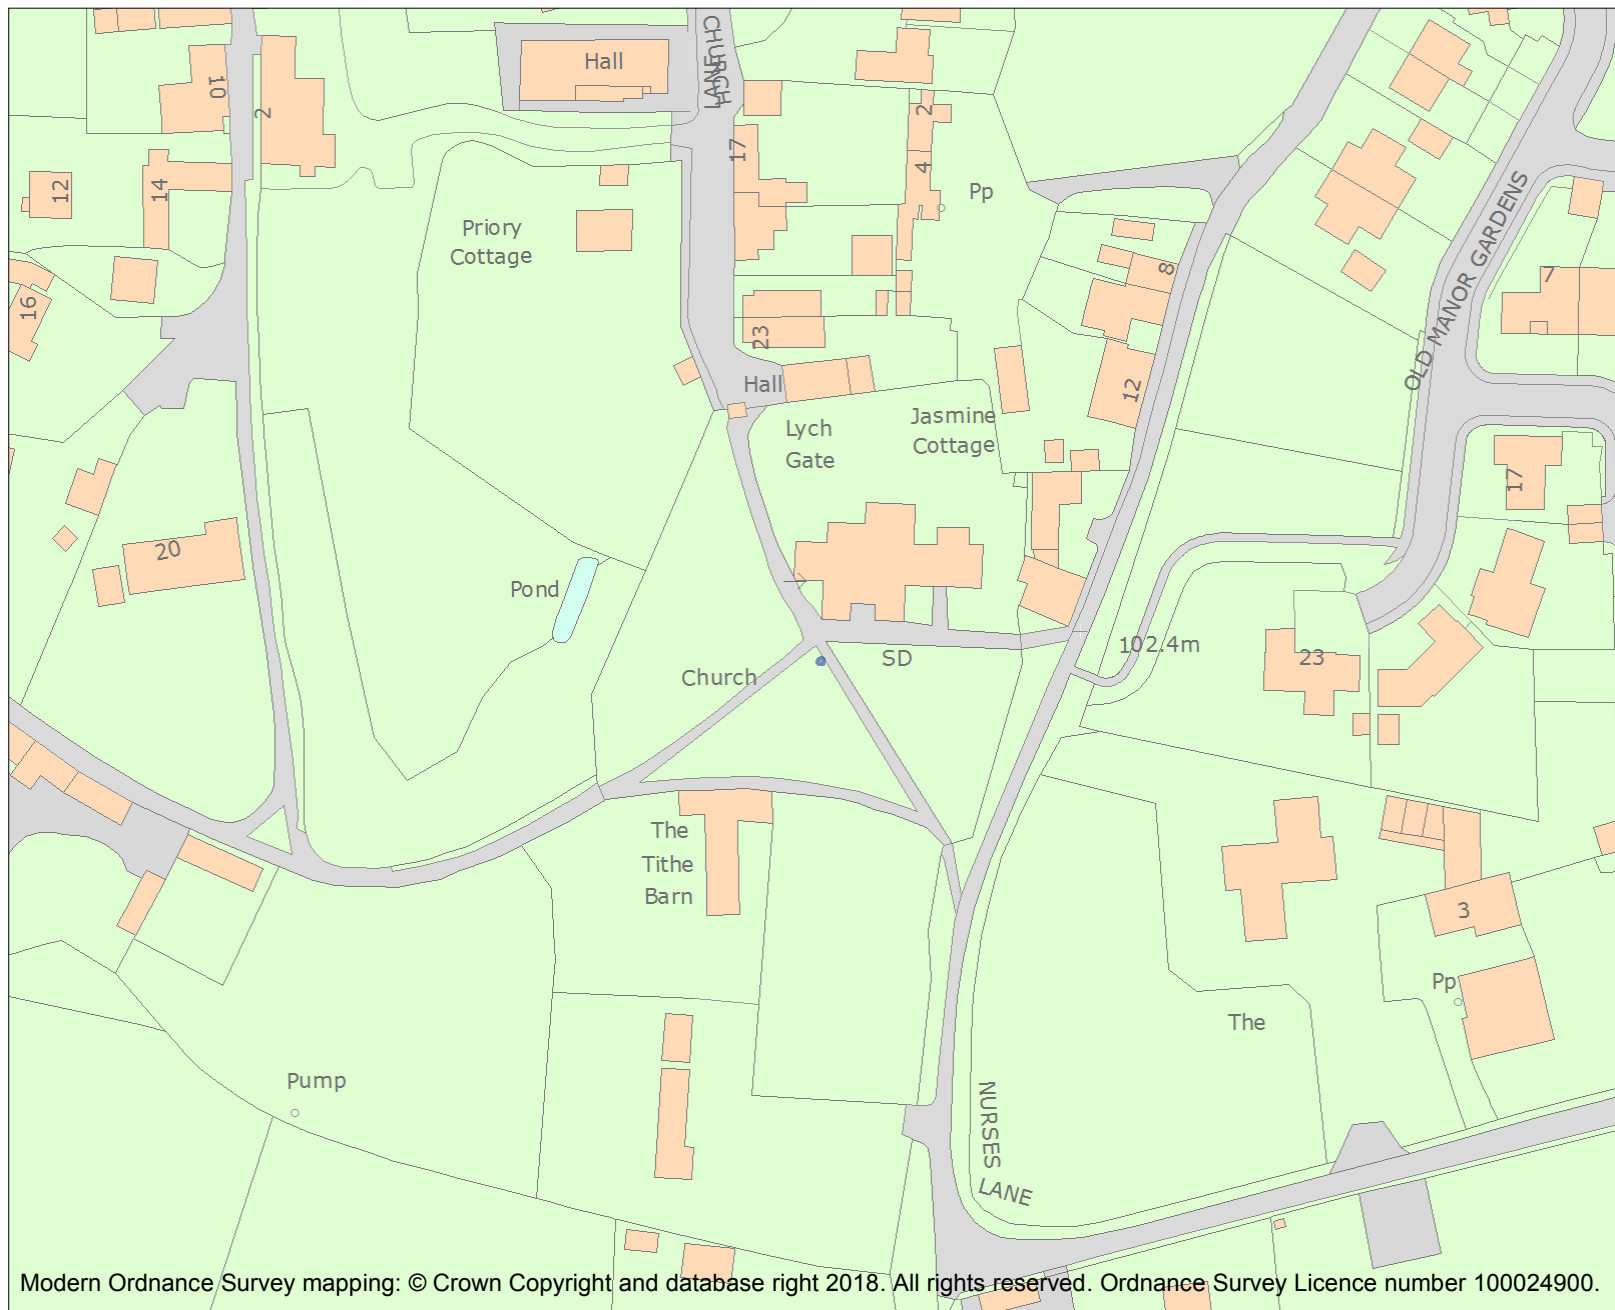 Hall
CHURCH
LANE
10
2
17
2
4
Pp
12
14
Priory
Cottage
8
OLD MANOR GARDENS
7
16
23
Hall
12
Lych
Gate
Jasmine
Cottage
17
20
Pond
102.4m
SD
Church
23
The
Tithe
Barn
3
Pp
The
Pump
NURSES
LANE
Modern Ordnance Survey mapping: © Crown Copyright and database right 2018. All rights reserved. Ordnance Survey Licence number 100024900.